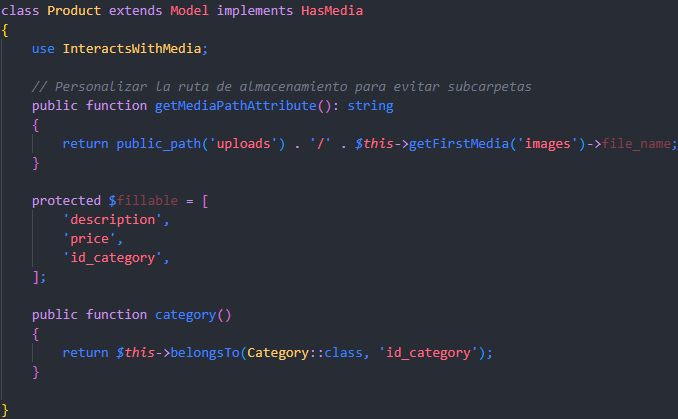 class Product extends Model implements HasMedia
{
    use InteractsWithMedia;

    // Personalizar la ruta de almacenamiento para evitar subcarpetas
    public function getMediaPathAttribute(): string
    {
        return public_path('uploads') . '/' . $this->getFirstMedia('images')->file_name;
    }

    protected $fillable = [
        'description',
        'price',
        'id_category',
    ];

    public function category()
    {
        return $this->belongsTo(Category::class, 'id_category');
    }

}